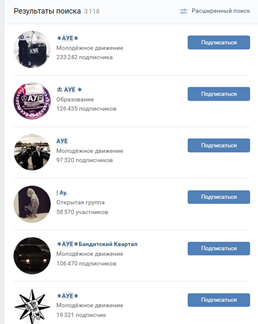 Результаты поиска 3 118
Расширенный поиск
✶АУЕ✶
Молодёжное движение
233 242 подписчика
Подписаться
♔ АУЕ ✶
Образование
126 435 подписчиков
Подписаться
АУЕ
Молодёжное движение
97 320 подписчиков
Подписаться
| Ау.
Открытая группа
58 570 участников
Подписаться
✶АУЕ✶Бандитский Квартал
Молодёжное движение
106 470 подписчиков
Подписаться
✶АУЕ✶
Молодёжное движение
19 321 подписчик
Подписаться